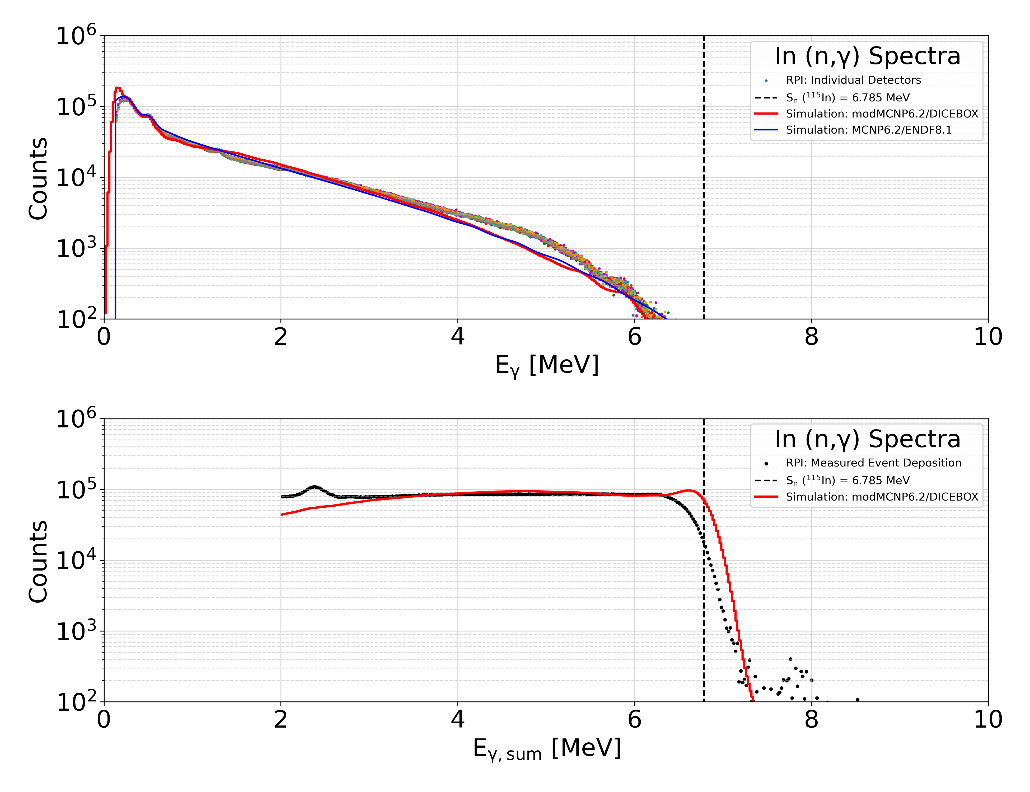 In (n,γ) Spectra
RPI: Individual Detectors
Sₙ (¹¹⁵In) = 6.785 MeV
Simulation: modMCNP6.2/DICEBOX
Simulation: MCNP6.2/ENDF8.1
Counts
10⁶
10⁵
10⁴
10³
10²
0 2 4 6 8 10
Eᵧ [MeV]
In (n,γ) Spectra
RPI: Measured Event Deposition
Sₙ (¹¹⁵In) = 6.785 MeV
Simulation: modMCNP6.2/DICEBOX
Counts
10⁶
10⁵
10⁴
10³
10²
0 2 4 6 8 10
Eᵧ, sum [MeV]